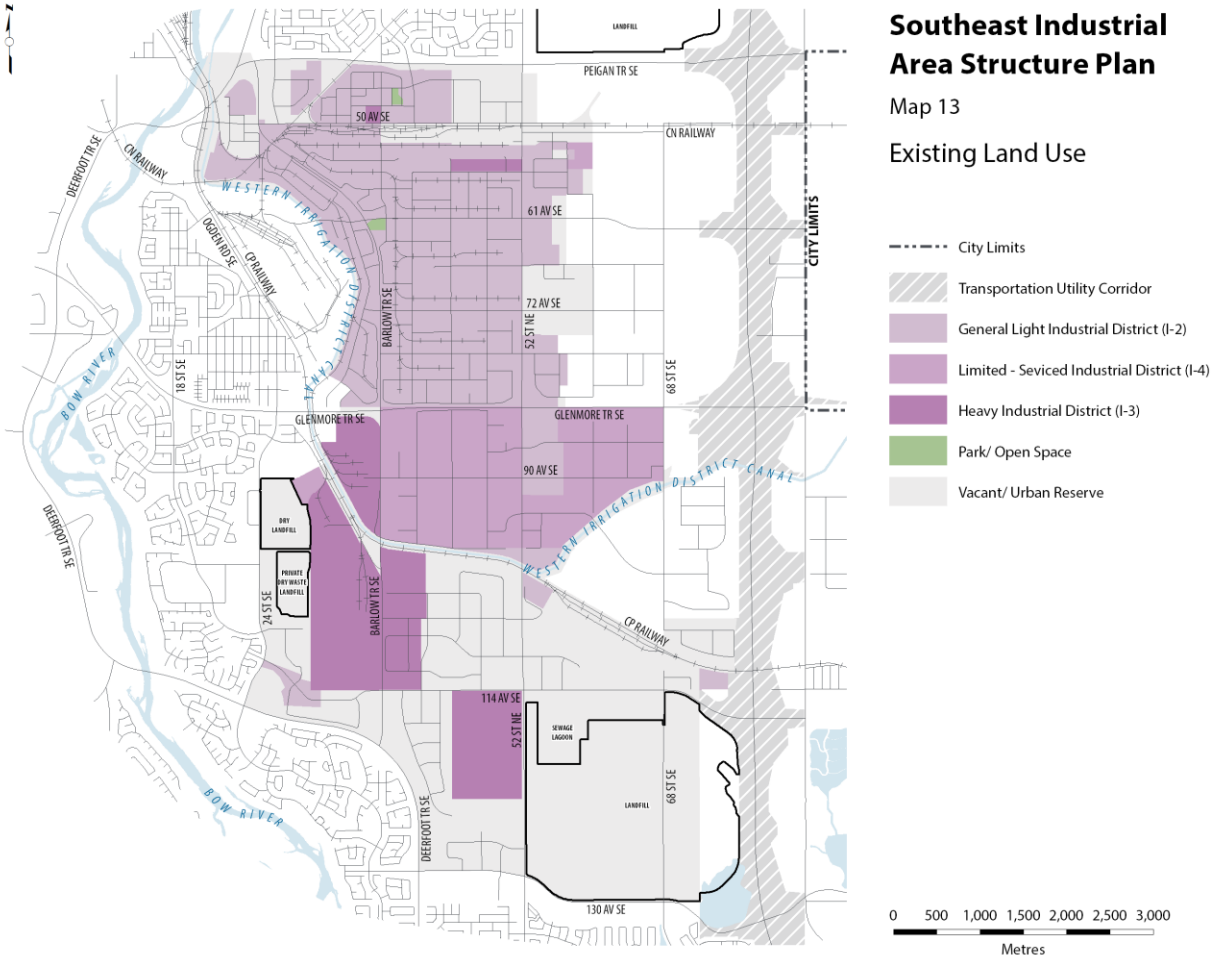 Southeast Industrial
Area Structure Plan
Map 13
Existing Land Use
City Limits
Transportation Utility Corridor
General Light Industrial District (I-2)
Limited - Seviced Industrial District (I-4)
Heavy Industrial District (I-3)
Park/ Open Space
Vacant/ Urban Reserve
0 500 1,000 1,500 2,000 2,500 3,000
Metres
N
LANDFILL
PEIGAN TR SE
50 AV SE
CN RAILWAY
DEERFOOT TR SE
CN RAILWAY
WESTERN IRRIGATION DISTRICT CANAL
61 AV SE
CITY LIMITS
OGDEN RD SE
CP RAILWAY
72 AV SE
BARLOW TR SE
52 ST NE
18 ST SE
68 ST SE
BOW RIVER
GLENMORE TR SE
GLENMORE TR SE
90 AV SE
WESTERN IRRIGATION DISTRICT CANAL
DEERFOOT TR SE
DRY
LANDFILL
PRIVATE
DRY WASTE
LANDFILL
24 ST SE
BARLOW TR SE
CP RAILWAY
114 AV SE
52 ST NE
SEWAGE
LAGOON
68 ST SE
LANDFILL
BOW RIVER
DEERFOOT TR SE
130 AV SE